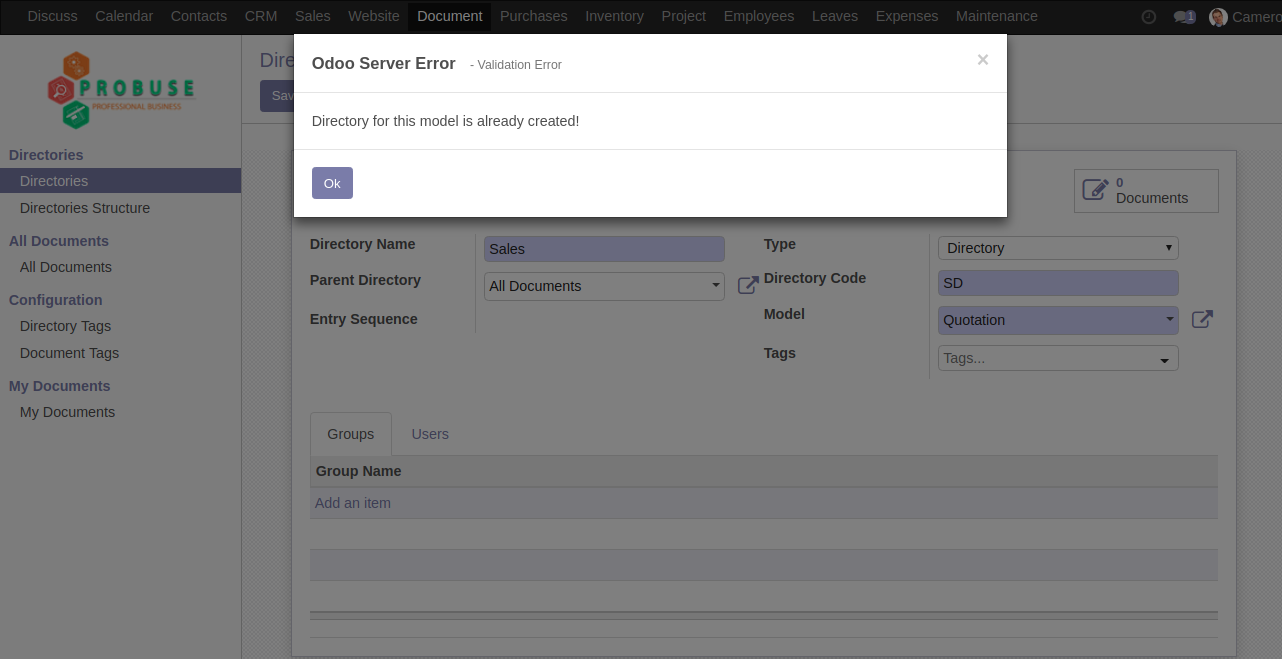 Discuss Calendar Contacts CRM Sales Website Document Purchases Inventory Project Employees Leaves Expenses Maintenance 1 Camero
PROBUSE
PROFESSIONAL BUSINESS
Directories
Directories
Directories Structure
All Documents
All Documents
Configuration
Directory Tags
Document Tags
My Documents
My Documents
Dire
Sav
Odoo Server Error - Validation Error ×
Directory for this model is already created!
Ok
0
Documents
Directory Name Sales
Parent Directory All Documents
Entry Sequence
Type Directory
Directory Code SD
Model Quotation
Tags Tags...
Groups Users
Group Name
Add an item